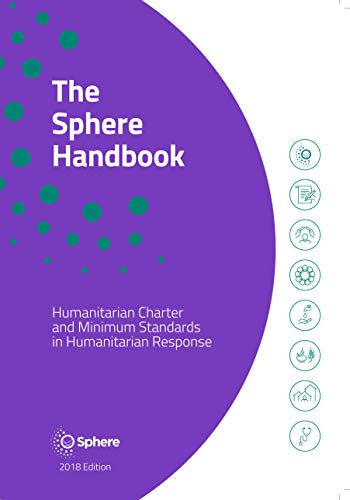 The
Sphere
Handbook
Humanitarian Charter
and Minimum Standards
in Humanitarian Response
Sphere
2018 Edition